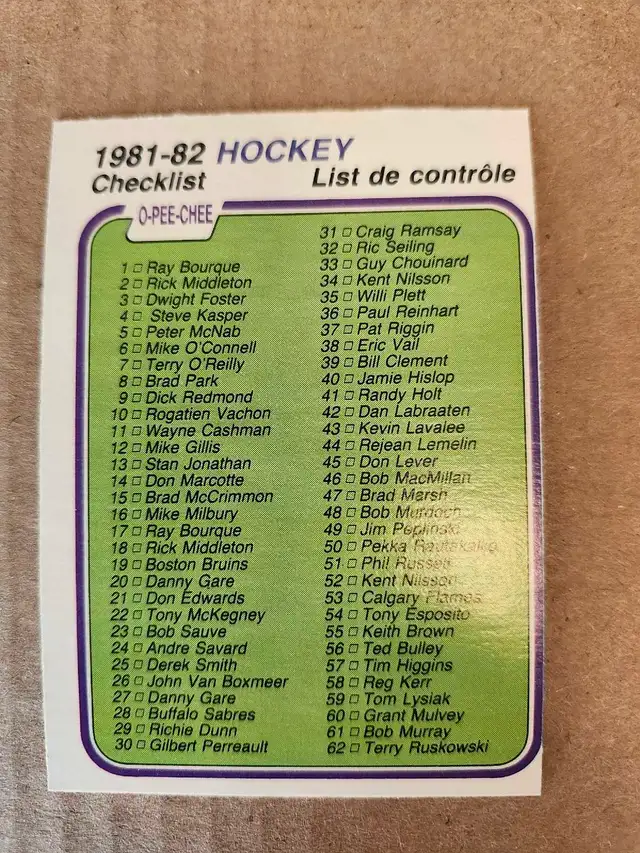 1981-82 HOCKEY
Checklist
List de contrôle
O-PEE-CHEE
1 □ Ray Bourque
2 □ Rick Middleton
3 □ Dwight Foster
4 □ Steve Kasper
5 □ Peter McNab
6 □ Mike O'Connell
7 □ Terry O'Reilly
8 □ Brad Park
9 □ Dick Redmond
10 □ Rogatien Vachon
11 □ Wayne Cashman
12 □ Mike Gillis
13 □ Stan Jonathan
14 □ Don Marcotte
15 □ Brad McCrimmon
16 □ Mike Milbury
17 □ Ray Bourque
18 □ Rick Middleton
19 □ Boston Bruins
20 □ Danny Gare
21 □ Don Edwards
22 □ Tony McKegney
23 □ Bob Sauve
24 □ Andre Savard
25 □ Derek Smith
26 □ John Van Boxmeer
27 □ Danny Gare
28 □ Buffalo Sabres
29 □ Richie Dunn
30 □ Gilbert Perreault
31 □ Craig Ramsay
32 □ Ric Seiling
33 □ Guy Chouinard
34 □ Kent Nilsson
35 □ Willi Plett
36 □ Paul Reinhart
37 □ Pat Riggin
38 □ Eric Vail
39 □ Bill Clement
40 □ Jamie Hislop
41 □ Randy Holt
42 □ Dan Labraaten
43 □ Kevin Lavalee
44 □ Rejean Lemelin
45 □ Don Lever
46 □ Bob MacMillan
47 □ Brad Marsh
48 □ Bob Murdoch
49 □ Jim Peplinski
50 □ Pekka Rautakallio
51 □ Phil Russell
52 □ Kent Nilsson
53 □ Calgary Flames
54 □ Tony Esposito
55 □ Keith Brown
56 □ Ted Bulley
57 □ Tim Higgins
58 □ Reg Kerr
59 □ Tom Lysiak
60 □ Grant Mulvey
61 □ Bob Murray
62 □ Terry Ruskowski